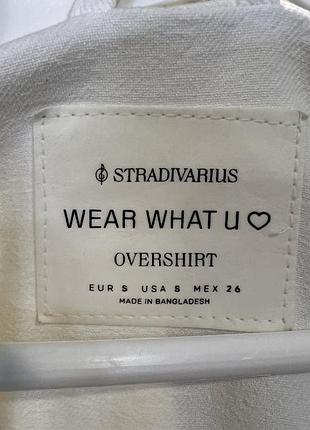 STRADIVARIUS
WEAR WHAT U ♡
OVERSHIRT
EUR S USA S MEX 26
MADE IN BANGLADESH